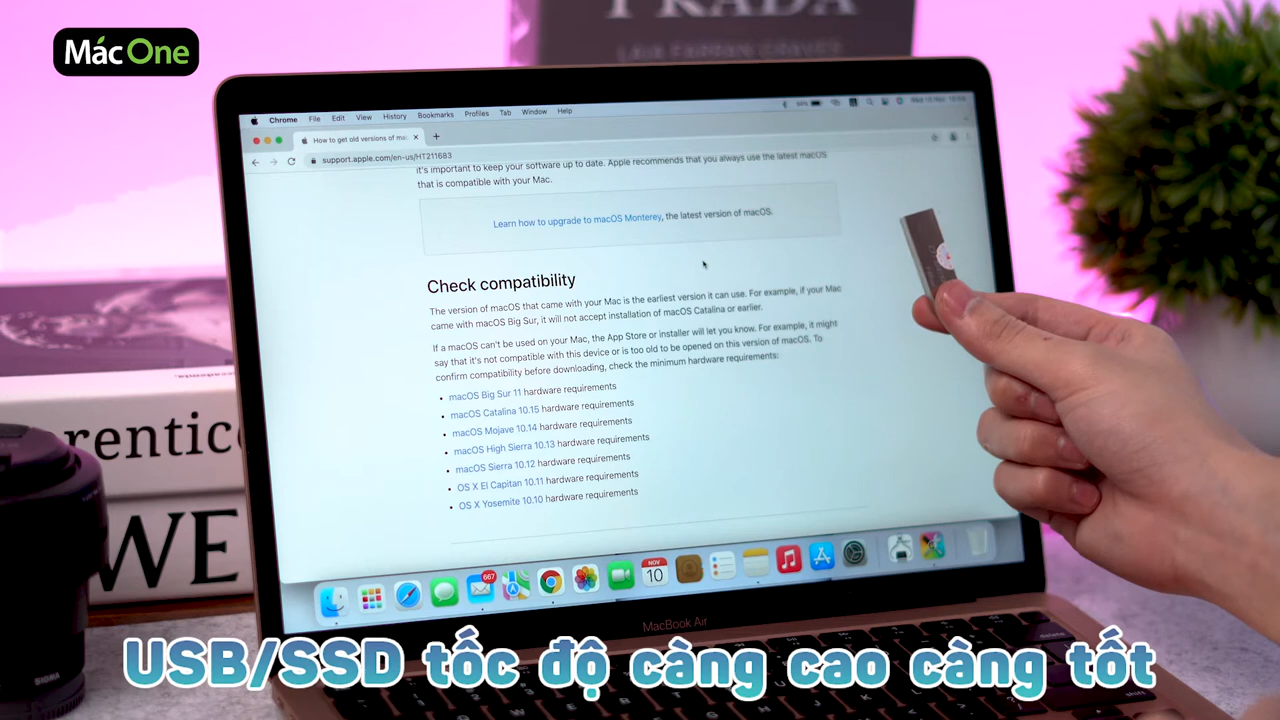 Mác One
PRADA
Chrome File Edit View History Bookmarks Profiles Tab Window Help
How to get old versions of mac
support.apple.com/en-us/HT211683
it's important to keep your software up to date. Apple recommends that you always use the latest macOS
that is compatible with your Mac.
Learn how to upgrade to macOS Monterey, the latest version of macOS.
Check compatibility
The version of macOS that came with your Mac is the earliest version it can use. For example, if your Mac
came with macOS Big Sur, it will not accept installation of macOS Catalina or earlier.
If a macOS can't be used on your Mac, the App Store or installer will let you know. For example, it might
say that it's not compatible with this device or is too old to be opened on this version of macOS. To
confirm compatibility before downloading, check the minimum hardware requirements:
• macOS Big Sur 11 hardware requirements
• macOS Catalina 10.15 hardware requirements
• macOS Mojave 10.14 hardware requirements
• macOS High Sierra 10.13 hardware requirements
• macOS Sierra 10.12 hardware requirements
• OS X El Capitan 10.11 hardware requirements
• OS X Yosemite 10.10 hardware requirements
rentic
WE
667
NOV
10
MacBook Air
SIGMA
shift
USB/SSD tốc độ càng cao càng tốt